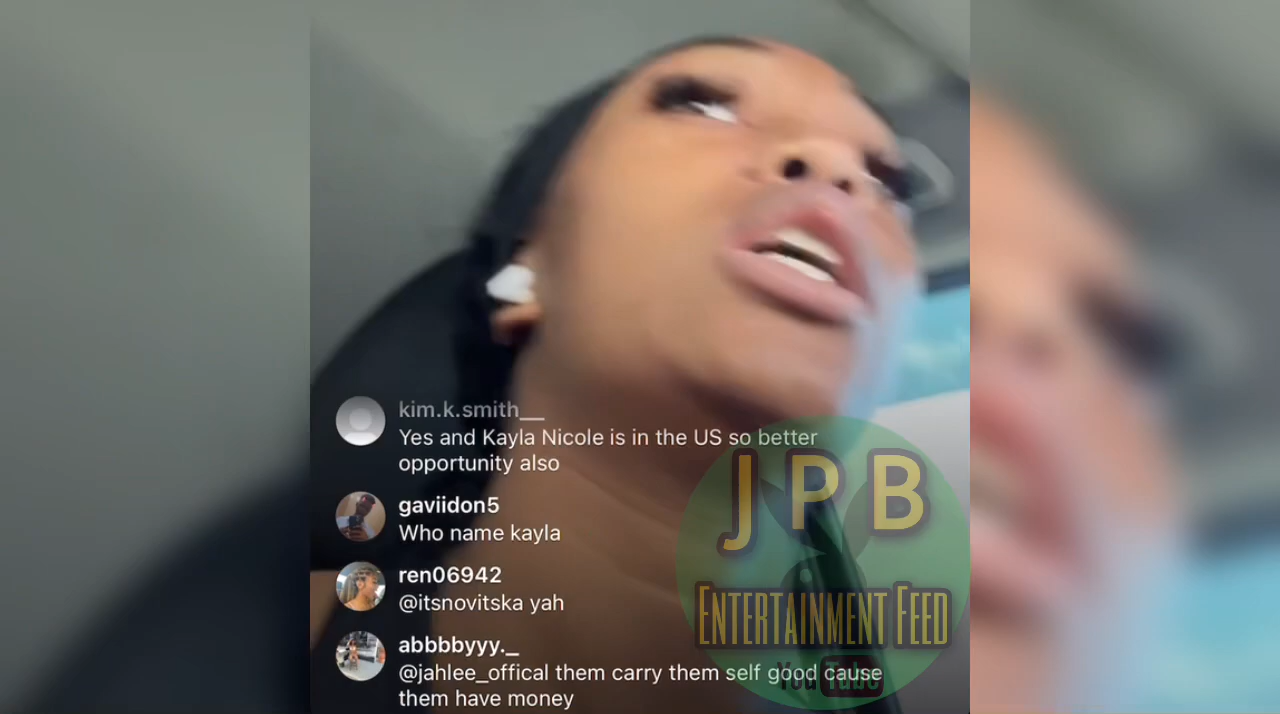 kim.k.smith__
Yes and Kayla Nicole is in the US so better
opportunity also
gaviidon5
Who name kayla
ren06942
@itsnovitska yah
abbbbyyy._
@jahlee_offical them carry them self good cause
them have money
JPB
ENTERTAINMENT FEED
YouTube